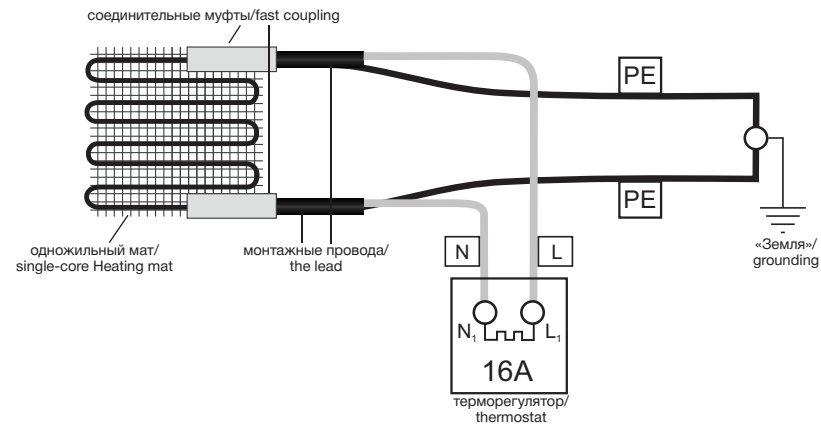 соединительные муфты/fast coupling
PE
PE
одножильный мат/
single-core Heating mat
монтажные провода/
the lead
N
L
«Земля»/
grounding
N1
L1
16A
терморегулятор/
thermostat